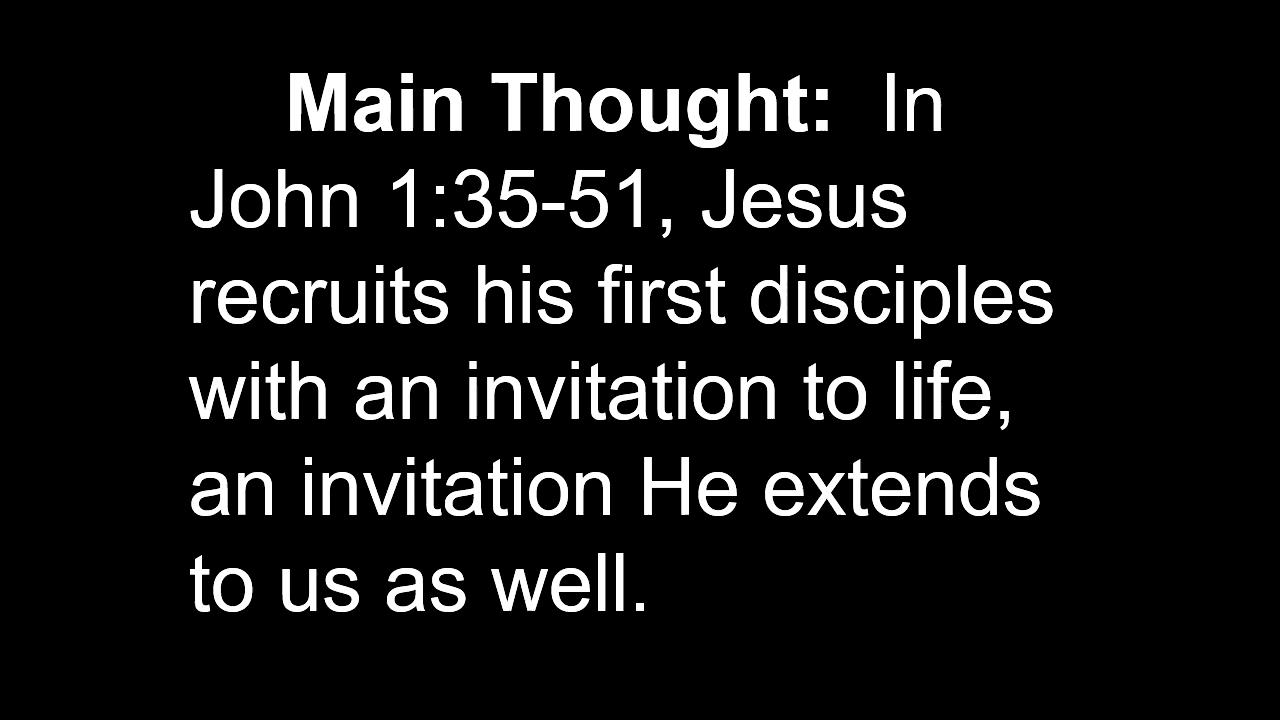 Main Thought:  In
John 1:35-51, Jesus
recruits his first disciples
with an invitation to life,
an invitation He extends
to us as well.